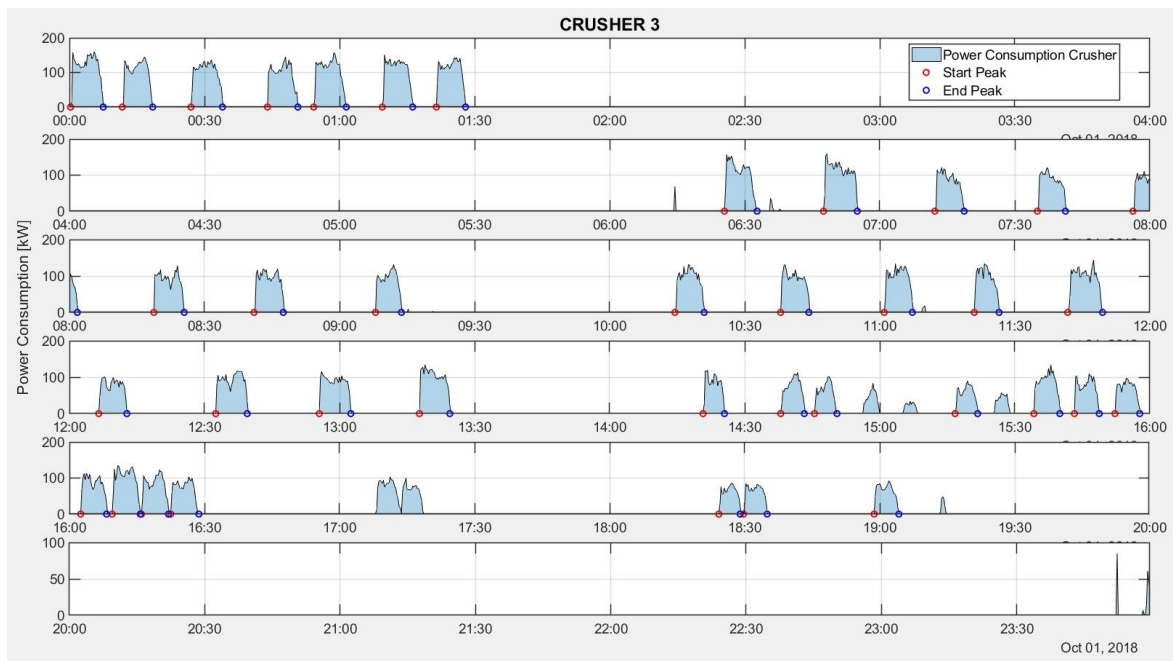 CRUSHER 3
Power Consumption [kW]
Power Consumption Crusher
Start Peak
End Peak
200
100
0
00:00 00:30 01:00 01:30 02:00 02:30 03:00 03:30 04:00
Oct 01, 2018
200
100
0
04:00 04:30 05:00 05:30 06:00 06:30 07:00 07:30 08:00
200
100
0
08:00 08:30 09:00 09:30 10:00 10:30 11:00 11:30 12:00
200
100
0
12:00 12:30 13:00 13:30 14:00 14:30 15:00 15:30 16:00
200
100
0
16:00 16:30 17:00 17:30 18:00 18:30 19:00 19:30 20:00
100
50
0
20:00 20:30 21:00 21:30 22:00 22:30 23:00 23:30
Oct 01, 2018